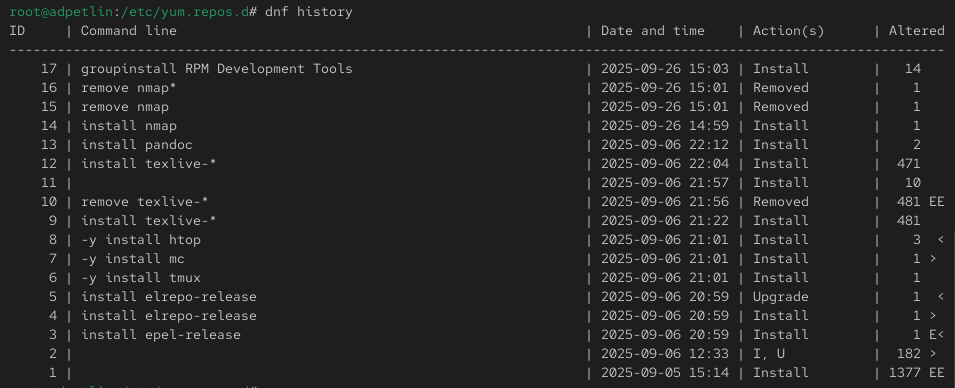 root@adpetlin:/etc/yum.repos.d# dnf history
ID     | Command line                                                     | Date and time    | Action(s)      | Altered
---------------------------------------------------------------------------------------------------------------------
    17 | groupinstall RPM Development Tools                               | 2025-09-26 15:03 | Install        |   14
    16 | remove nmap*                                                     | 2025-09-26 15:01 | Removed        |    1
    15 | remove nmap                                                      | 2025-09-26 15:01 | Removed        |    1
    14 | install nmap                                                     | 2025-09-26 14:59 | Install        |    1
    13 | install pandoc                                                   | 2025-09-06 22:12 | Install        |    2
    12 | install texlive-*                                                | 2025-09-06 22:04 | Install        |  471
    11 |                                                                  | 2025-09-06 21:57 | Install        |   10
    10 | remove texlive-*                                                 | 2025-09-06 21:56 | Removed        |  481 EE
     9 | install texlive-*                                                | 2025-09-06 21:22 | Install        |  481
     8 | -y install htop                                                  | 2025-09-06 21:01 | Install        |    3  <
     7 | -y install mc                                                    | 2025-09-06 21:01 | Install        |    1 >
     6 | -y install tmux                                                  | 2025-09-06 21:01 | Install        |    1
     5 | install elrepo-release                                           | 2025-09-06 20:59 | Upgrade        |    1  <
     4 | install elrepo-release                                           | 2025-09-06 20:59 | Install        |    1 >
     3 | install epel-release                                             | 2025-09-06 20:59 | Install        |    1 E<
     2 |                                                                  | 2025-09-06 12:33 | I, U           |  182 >
     1 |                                                                  | 2025-09-05 15:14 | Install        | 1377 EE